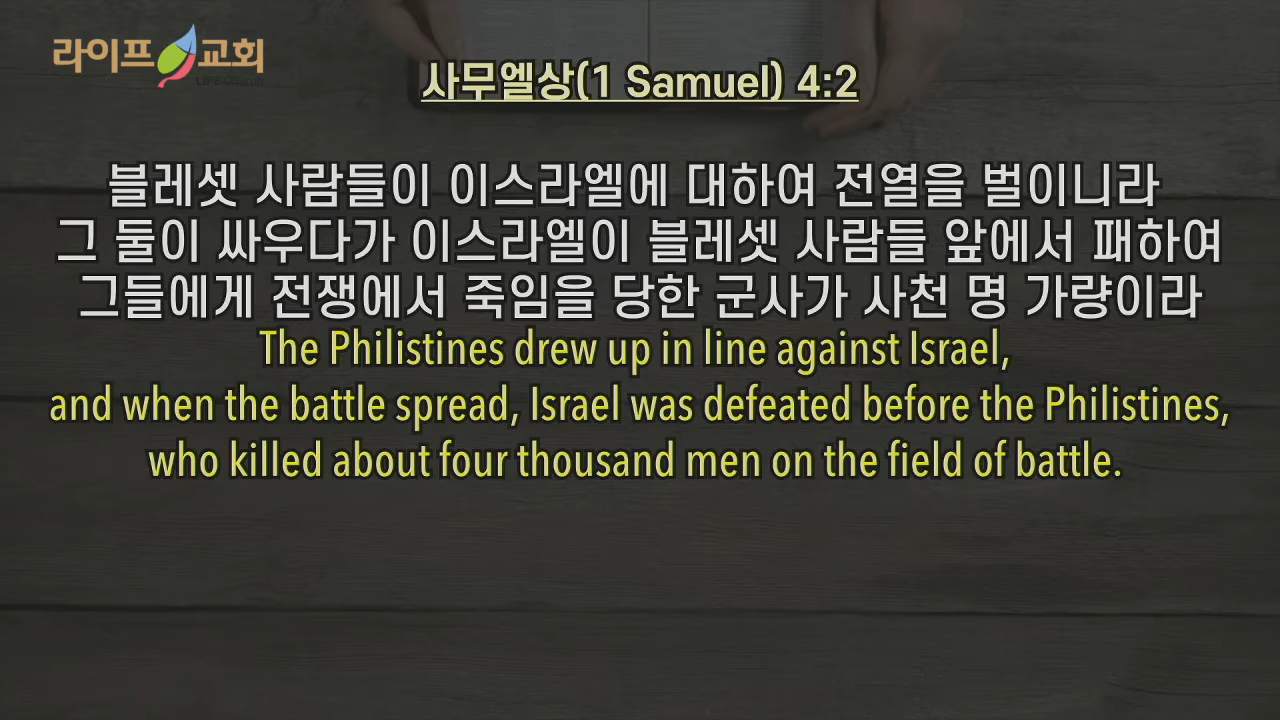 라이프교회
LIFE Church
사무엘상(1 Samuel) 4:2
블레셋 사람들이 이스라엘에 대하여 전열을 벌이니라
그 둘이 싸우다가 이스라엘이 블레셋 사람들 앞에서 패하여
그들에게 전쟁에서 죽임을 당한 군사가 사천 명 가량이라
The Philistines drew up in line against Israel,
and when the battle spread, Israel was defeated before the Philistines,
who killed about four thousand men on the field of battle.